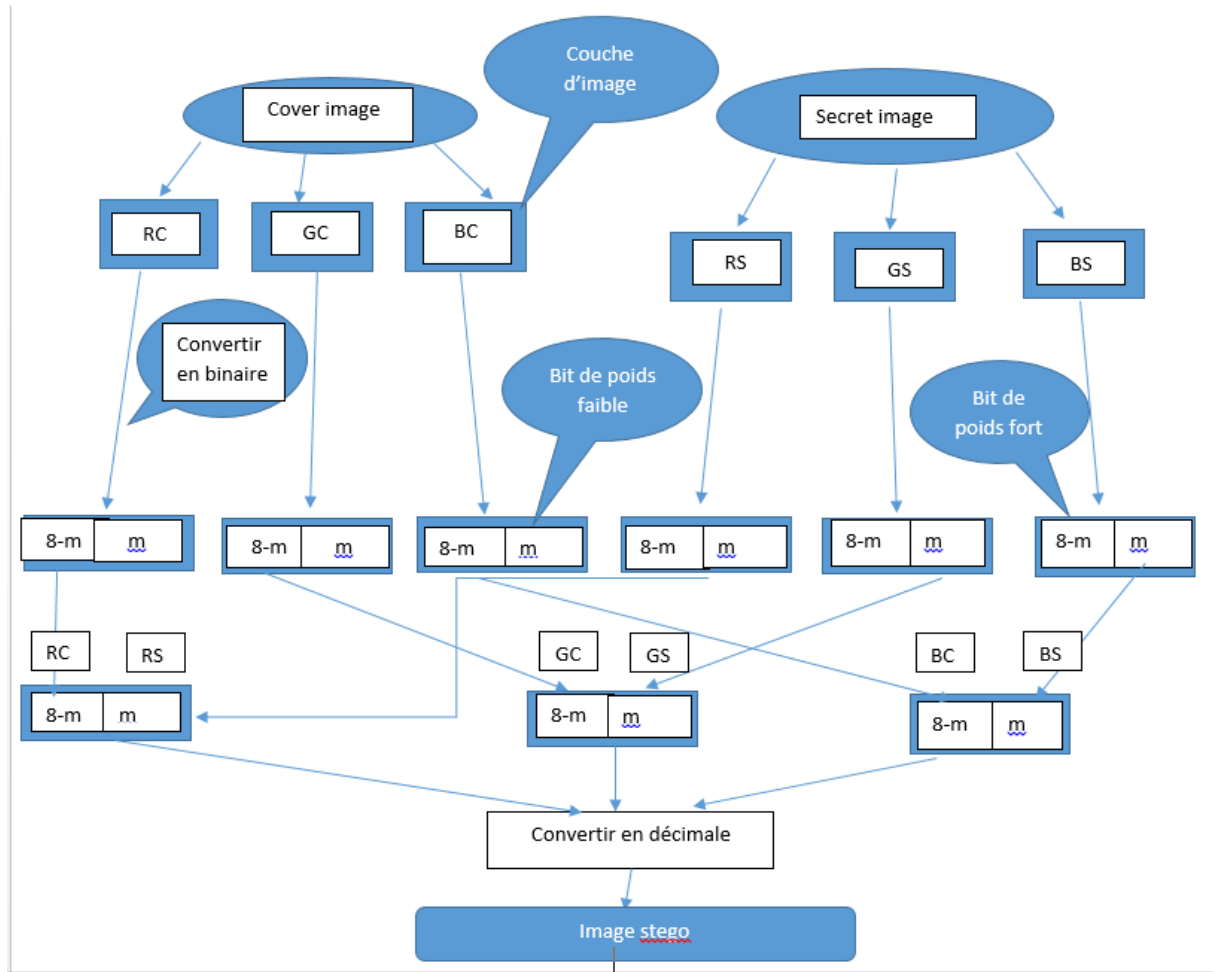 Couche
d’image
Cover image
Secret image
RC
GC
BC
RS
GS
BS
Convertir
en binaire
Bit de poids
faible
Bit de
poids fort
8-m m
8-m m
8-m m
8-m m
8-m m
8-m m
RC RS
GC GS
BC BS
8-m m
8-m m
8-m m
Convertir en décimale
Image stego